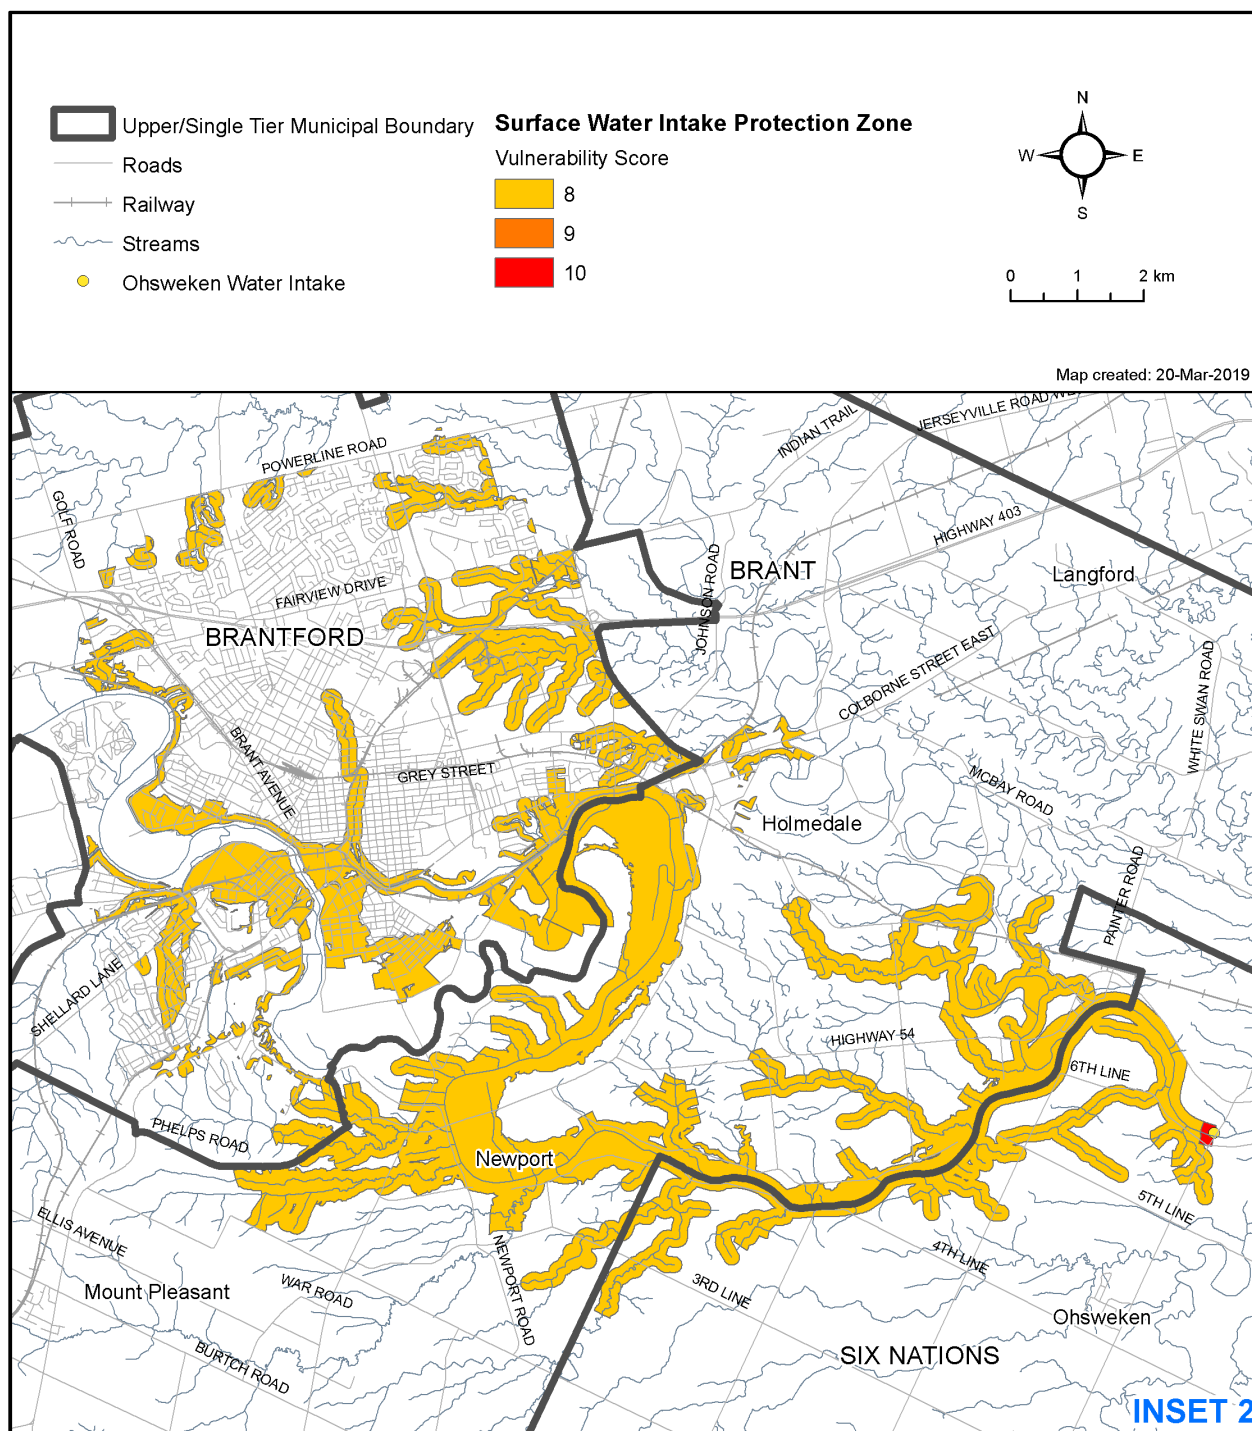 Upper/Single Tier Municipal Boundary
Roads
Railway
Streams
Ohsweken Water Intake
Surface Water Intake Protection Zone
Vulnerability Score
8
9
10
N
W E
S
0 1 2 km
Map created: 20-Mar-2019
POWERLINE ROAD
GOLF ROAD
INDIAN TRAIL
JERSEYVILLE ROAD WE
HIGHWAY 403
JOHNSON ROAD
BRANT
Langford
FAIRVIEW DRIVE
BRANTFORD
COLBORNE STREET EAST
WHITE SWAN ROAD
BRANT AVENUE
GREY STREET
MCBAY ROAD
Holmedale
PAINTER ROAD
SHELLARD LANE
HIGHWAY 54
6TH LINE
PHELPS ROAD
Newport
5TH LINE
ELLIS AVENUE
NEWPORT ROAD
4TH LINE
Mount Pleasant
WAR ROAD
3RD LINE
Ohsweken
BURTCH ROAD
SIX NATIONS
INSET 2